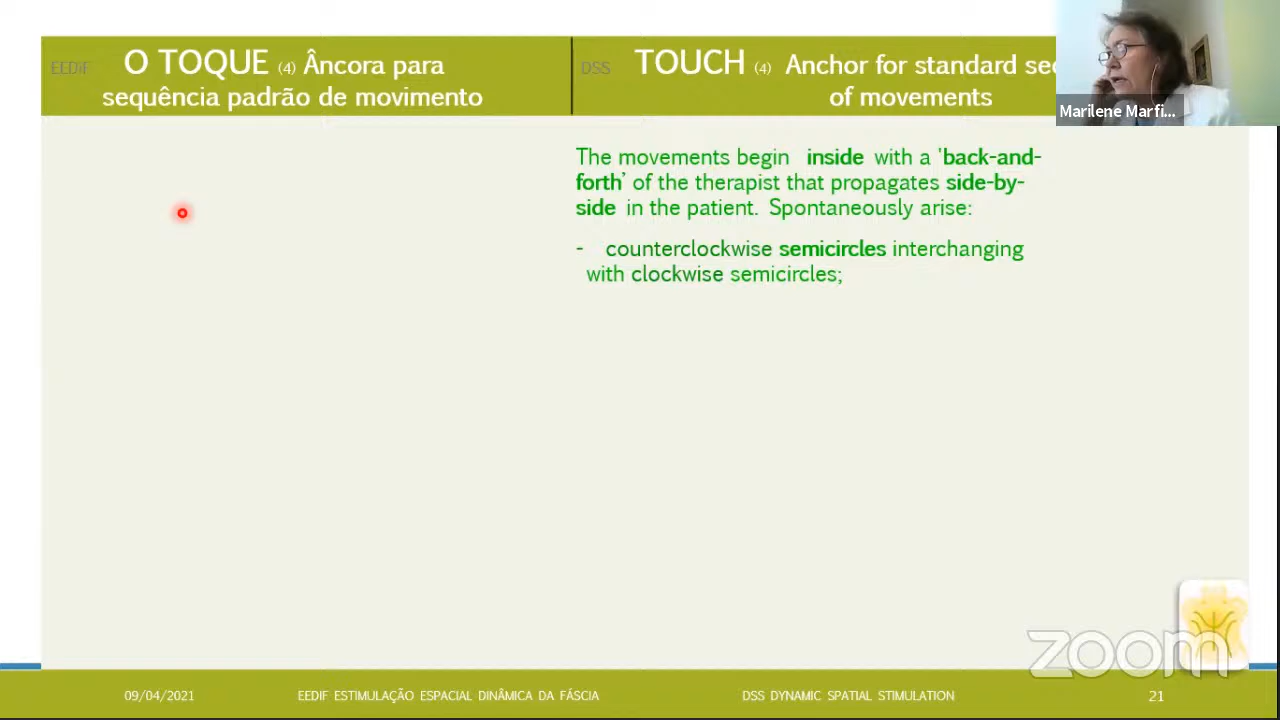 EEDiF O TOQUE (4) Âncora para
sequência padrão de movimento
DSS TOUCH (4) Anchor for standard
of movements
Marilene Marfi...
The movements begin inside with a 'back-and-
forth' of the therapist that propagates side-by-
side in the patient. Spontaneously arise:
- counterclockwise semicircles interchanging
with clockwise semicircles;
zoom
09/04/2021
EEDIF ESTIMULAÇÃO ESPACIAL DINÂMICA DA FÁSCIA
DSS DYNAMIC SPATIAL STIMULATION
21